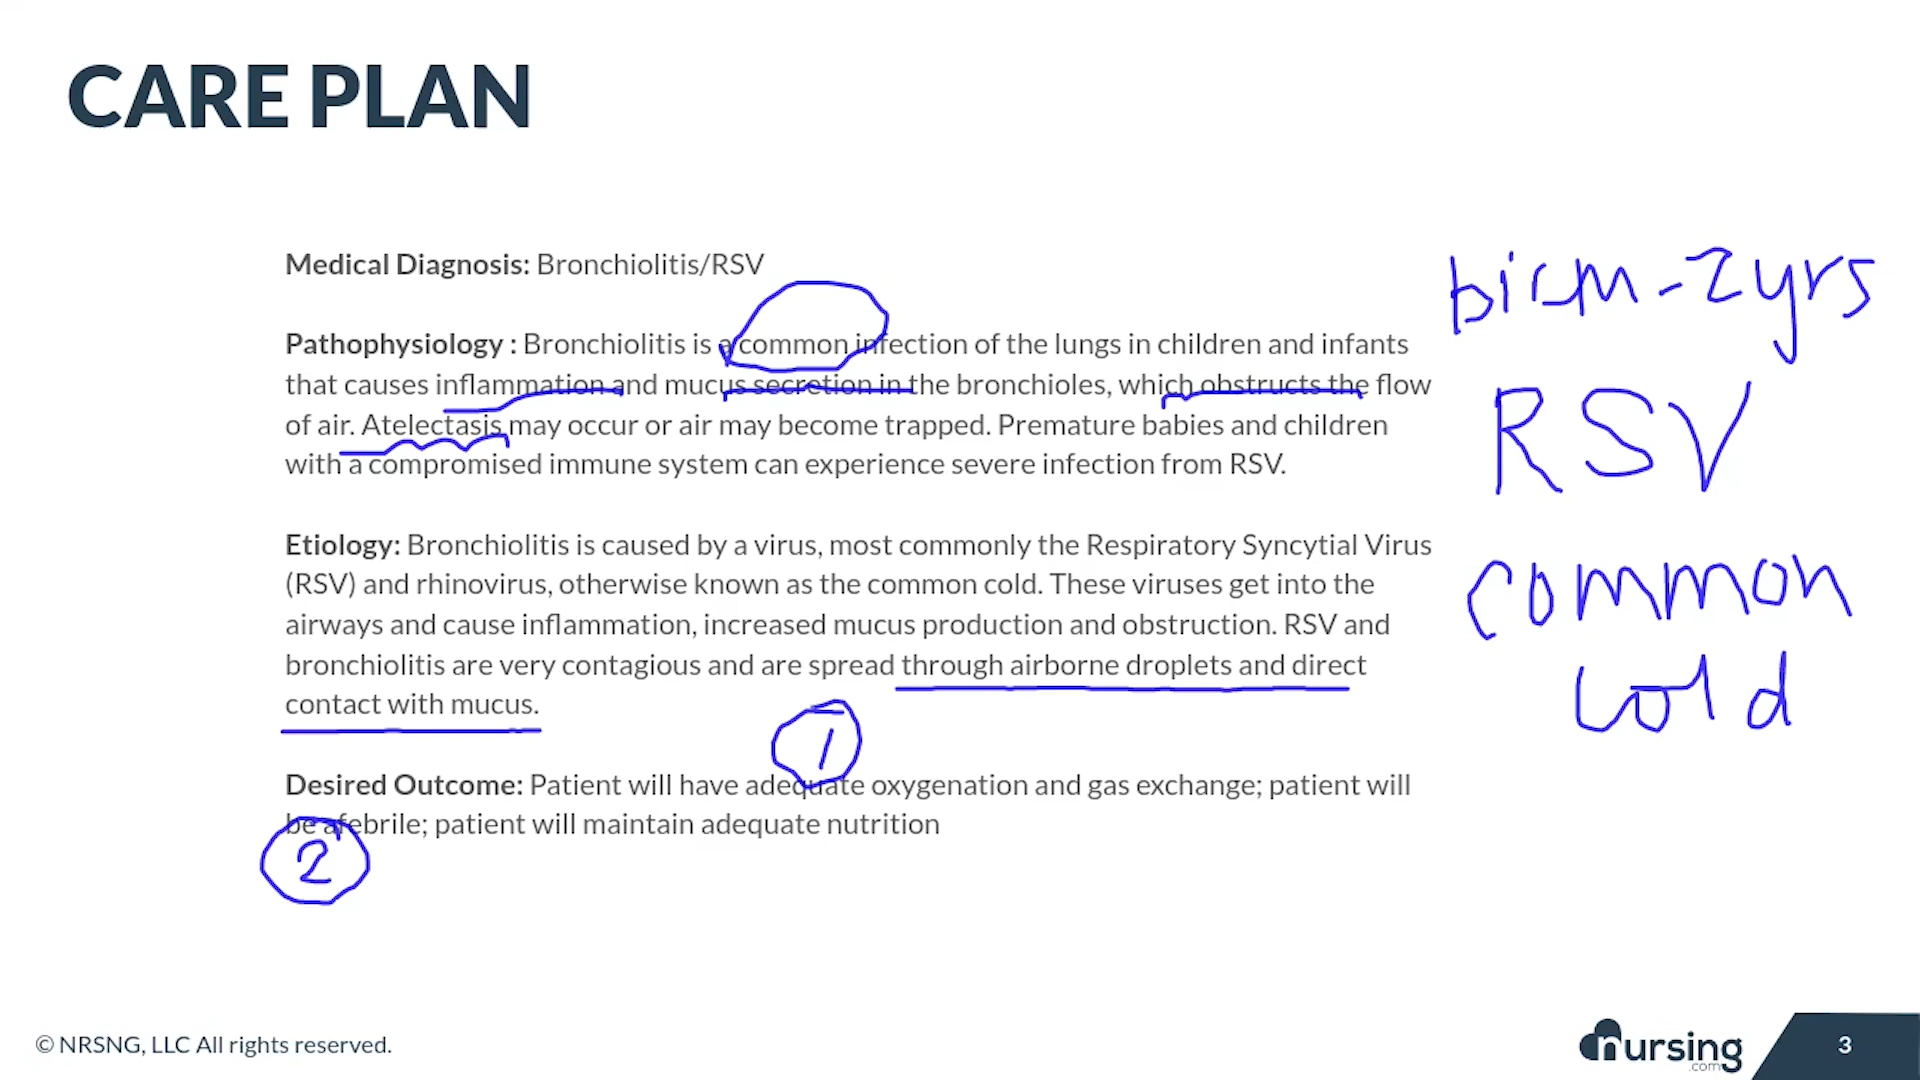 CARE PLAN
Medical Diagnosis: Bronchiolitis/RSV
Pathophysiology : Bronchiolitis is a common infection of the lungs in children and infants
that causes inflammation and mucus secretion in the bronchioles, which obstructs the flow
of air. Atelectasis may occur or air may become trapped. Premature babies and children
with a compromised immune system can experience severe infection from RSV.
Etiology: Bronchiolitis is caused by a virus, most commonly the Respiratory Syncytial Virus
(RSV) and rhinovirus, otherwise known as the common cold. These viruses get into the
airways and cause inflammation, increased mucus production and obstruction. RSV and
bronchiolitis are very contagious and are spread through airborne droplets and direct
contact with mucus.
1
Desired Outcome: Patient will have adequate oxygenation and gas exchange; patient will
be afebrile; patient will maintain adequate nutrition
2
- 2 yrs
RSV
common
cold
© NRSNG, LLC All rights reserved.
nursing
.com
3